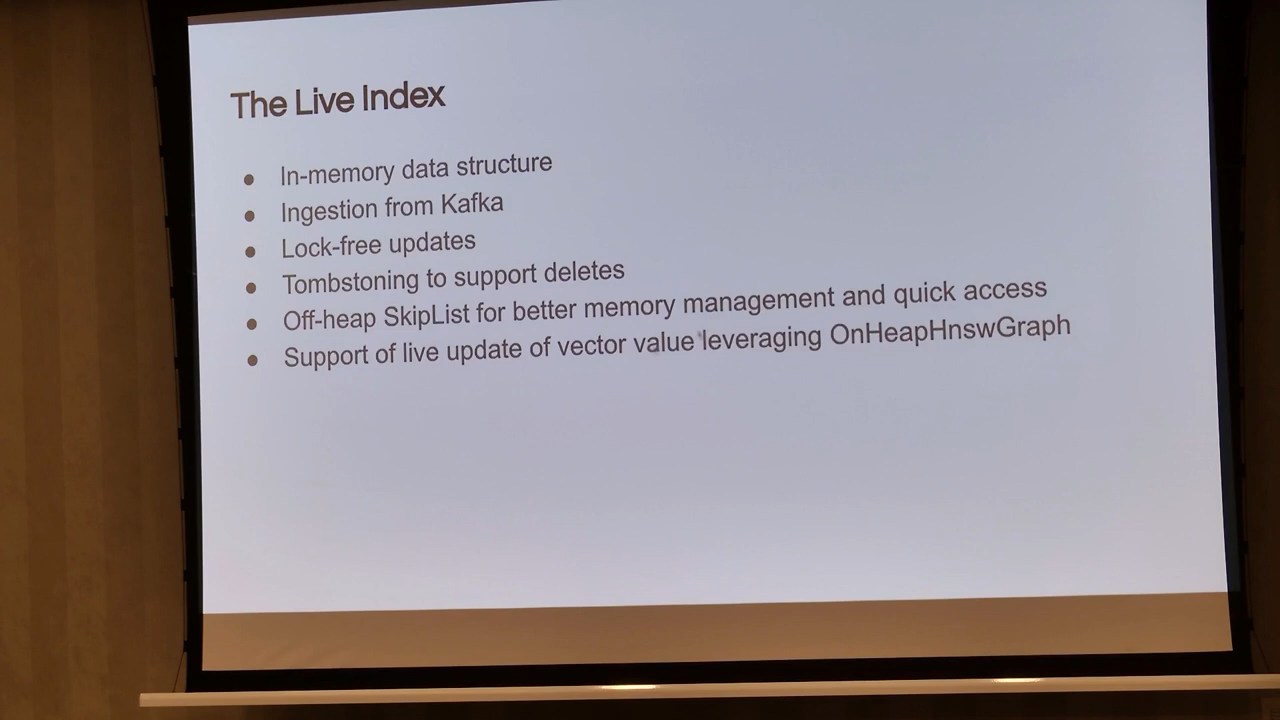 The Live Index
● In-memory data structure
● Ingestion from Kafka
● Lock-free updates
● Tombstoning to support deletes
● Off-heap SkipList for better memory management and quick access
● Support of live update of vector value leveraging OnHeapHnswGraph